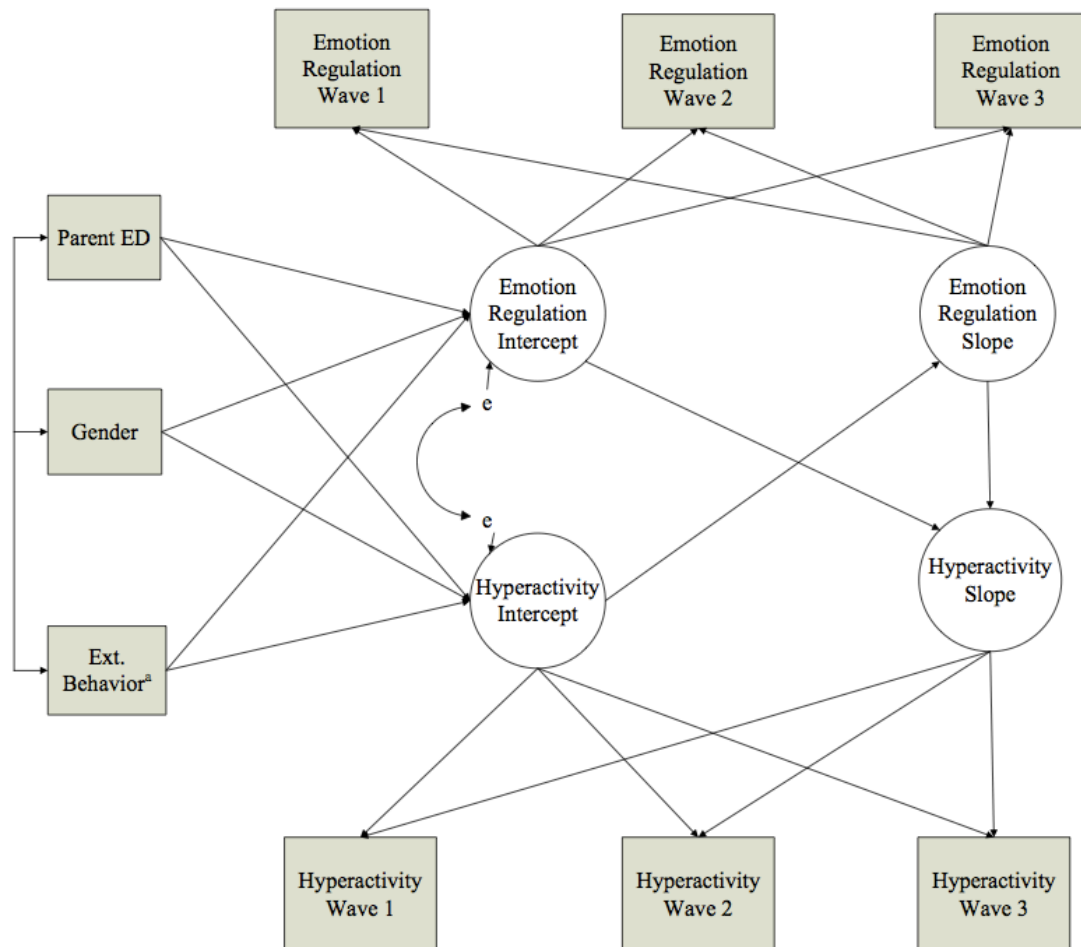 Emotion
Regulation
Wave 1
Emotion
Regulation
Wave 2
Emotion
Regulation
Wave 3
Parent ED
Emotion
Regulation
Intercept
Emotion
Regulation
Slope
e
Gender
e
Hyperactivity
Intercept
Hyperactivity
Slope
Ext.
Behaviorᵃ
Hyperactivity
Wave 1
Hyperactivity
Wave 2
Hyperactivity
Wave 3